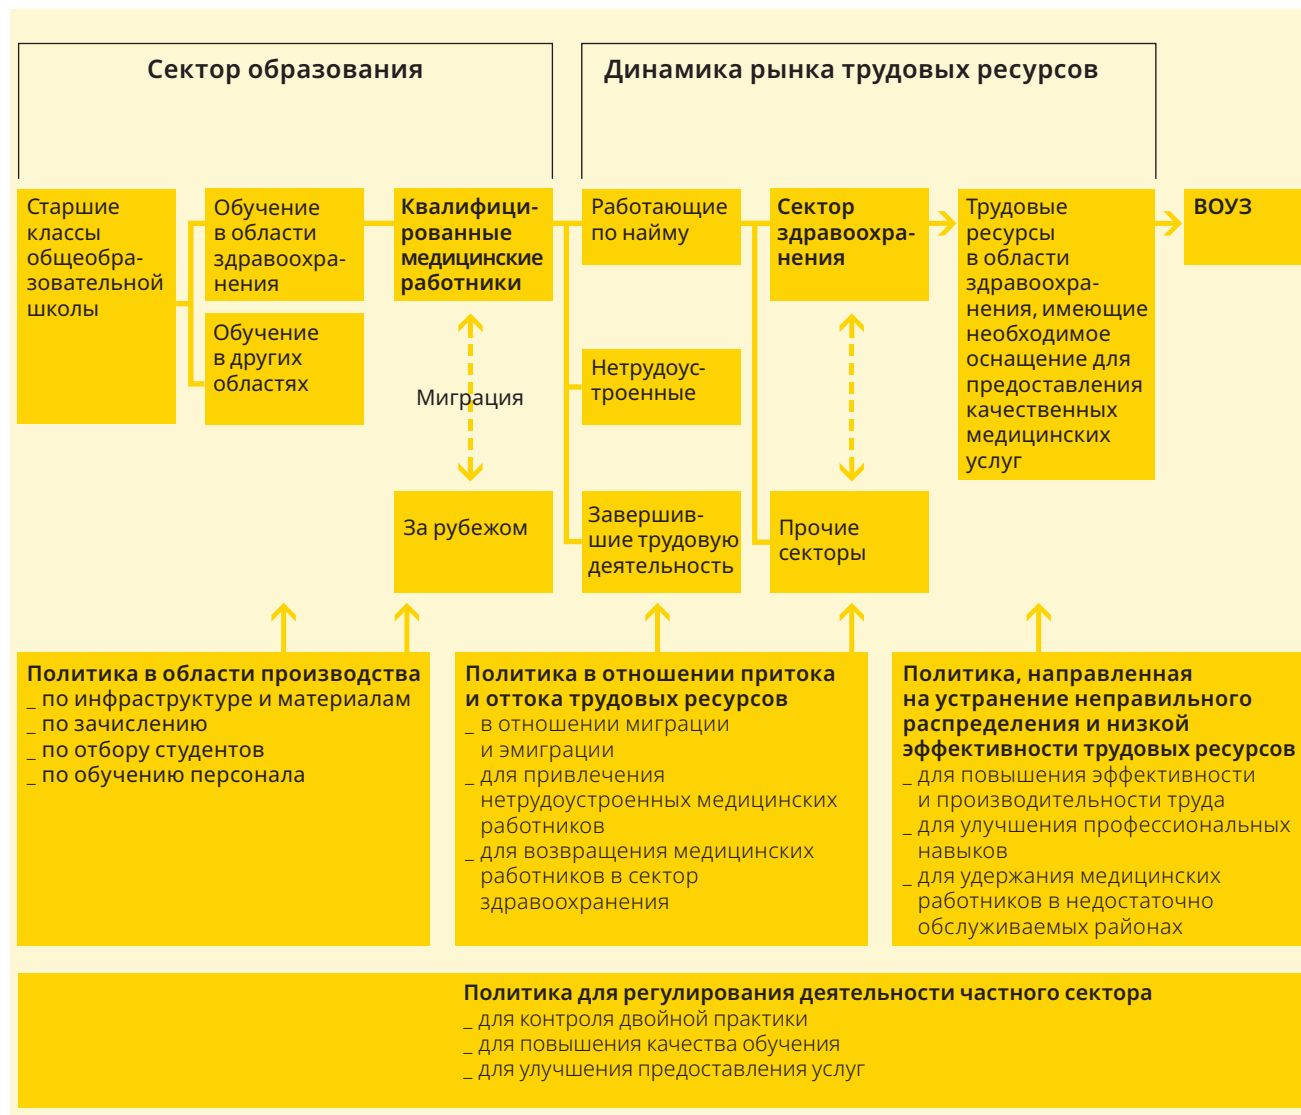 Сектор образования
Динамика рынка трудовых ресурсов
Старшие
классы
общеобра-
зовательной
школы
Обучение
в области
здравоохра-
нения
Обучение
в других
областях
Квалифици-
рованные
медицинские
работники
Миграция
За рубежом
Работающие
по найму
Нетрудоус-
троенные
Завершив-
шие трудовую
деятельность
Сектор
здравоохра-
нения
Прочие
секторы
Трудовые
ресурсы
в области
здравоохра-
нения, имеющие
необходимое
оснащение для
предоставления
качественных
медицинских
услуг
ВОУЗ
Политика в области производства
_ по инфраструктуре и материалам
_ по зачислению
_ по отбору студентов
_ по обучению персонала
Политика в отношении притока
и оттока трудовых ресурсов
_ в отношении миграции
и эмиграции
_ для привлечения
нетрудоустроенных медицинских
работников
_ для возвращения медицинских
работников в сектор
здравоохранения
Политика, направленная
на устранение неправильного
распределения и низкой
эффективности трудовых ресурсов
_ для повышения эффективности
и производительности труда
_ для улучшения профессиональных
навыков
_ для удержания медицинских
работников в недостаточно
обслуживаемых районах
Политика для регулирования деятельности частного сектора
_ для контроля двойной практики
_ для повышения качества обучения
_ для улучшения предоставления услуг